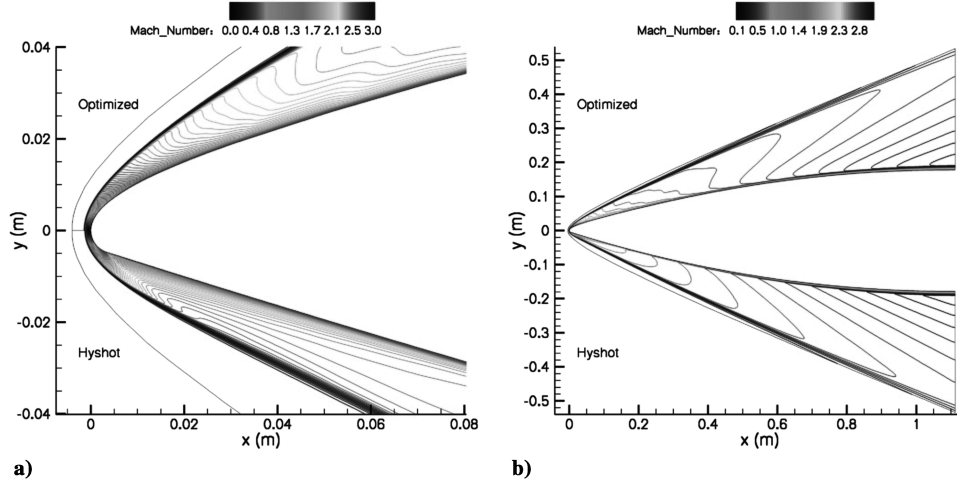 Mach_Number: 0.0 0.4 0.8 1.3 1.7 2.1 2.5 3.0
0.04
Optimized
0.02
y (m)
0
-0.02
Hyshot
-0.04
0 0.02 0.04 0.06 0.08
x (m)
a)
Mach_Number: 0.1 0.5 1.0 1.4 1.9 2.3 2.8
0.5
Optimized
0.4
0.3
0.2
0.1
y (m)
0
-0.1
-0.2
-0.3
Hyshot
-0.4
-0.5
0 0.2 0.4 0.6 0.8 1
x (m)
b)